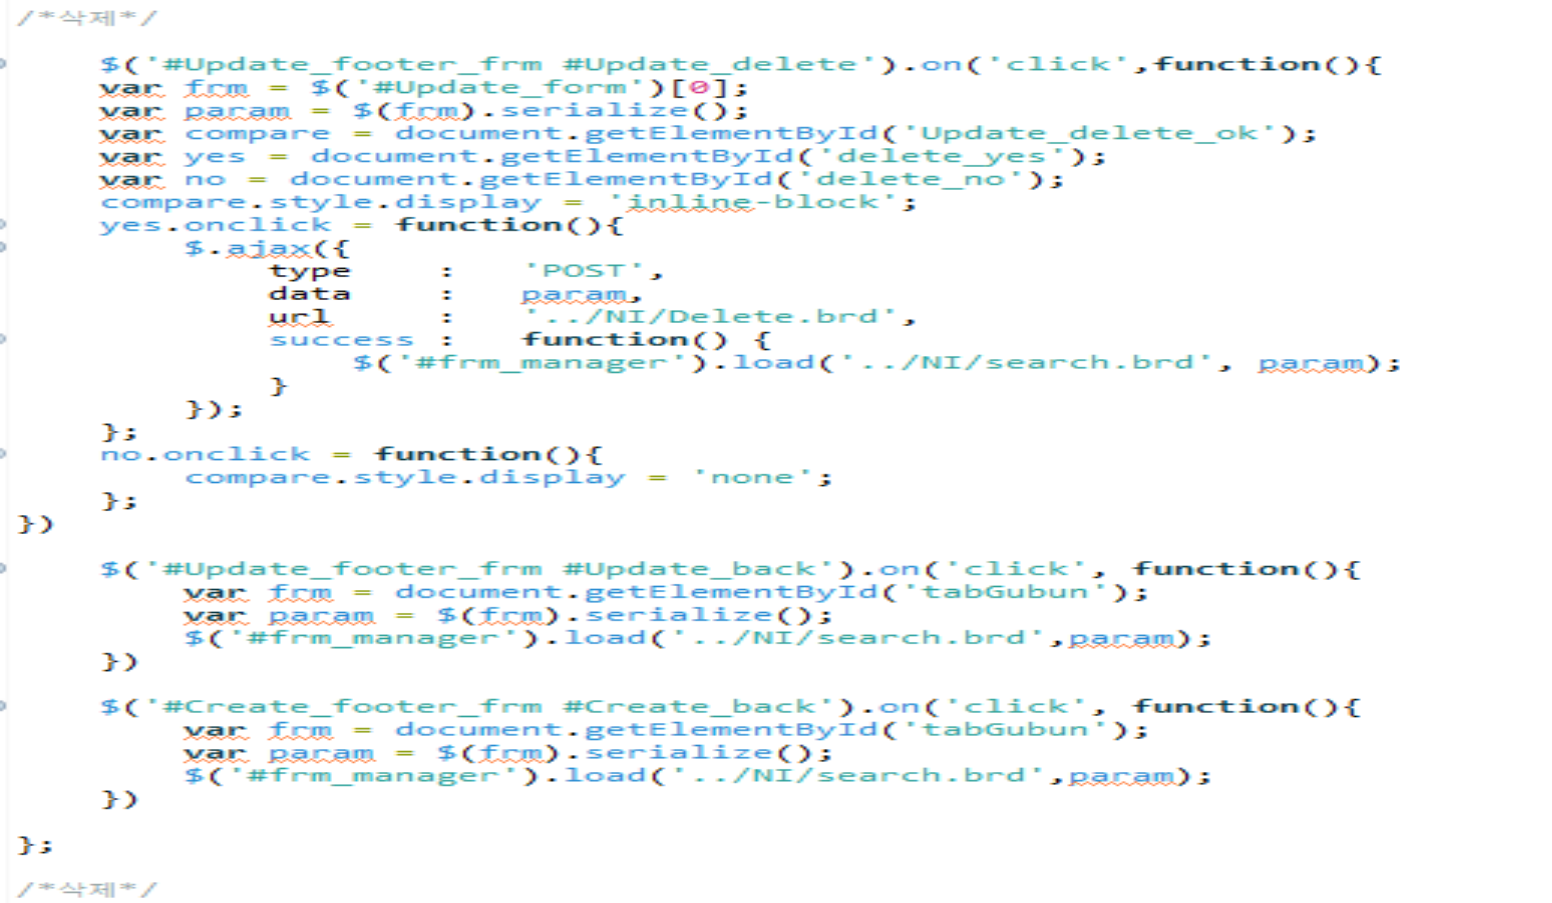 /*삭제*/
$('#Update_footer_frm #Update_delete').on('click',function(){
var frm = $('#Update_form')[0];
var param = $(frm).serialize();
var compare = document.getElementById('Update_delete_ok');
var yes = document.getElementById('delete_yes');
var no = document.getElementById('delete_no');
compare.style.display = 'inline-block';
yes.onclick = function(){
$.ajax({
type : 'POST',
data : param,
url : '../NI/Delete.brd',
success : function() {
$('#frm_manager').load('../NI/search.brd', param);
}
});
};
no.onclick = function(){
compare.style.display = 'none';
};
})
$('#Update_footer_frm #Update_back').on('click', function(){
var frm = document.getElementById('tabGubun');
var param = $(frm).serialize();
$('#frm_manager').load('../NI/search.brd',param);
})
$('#Create_footer_frm #Create_back').on('click', function(){
var frm = document.getElementById('tabGubun');
var param = $(frm).serialize();
$('#frm_manager').load('../NI/search.brd',param);
})
};
/*삭제*/